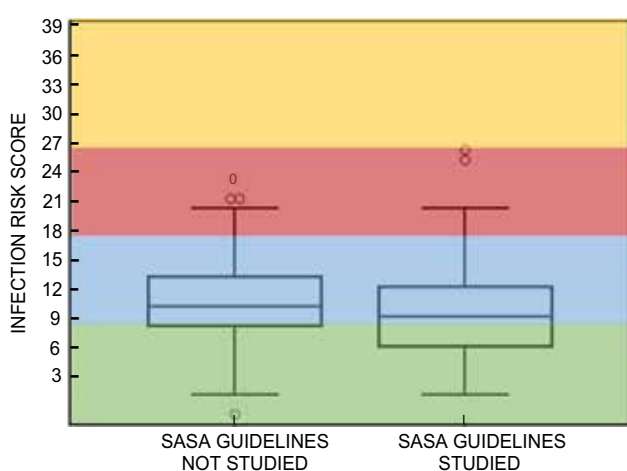 39
36
33
30
27
24
21
18
15
12
9
6
3
INFECTION RISK SCORE
0
SASA GUIDELINES
NOT STUDIED
SASA GUIDELINES
STUDIED